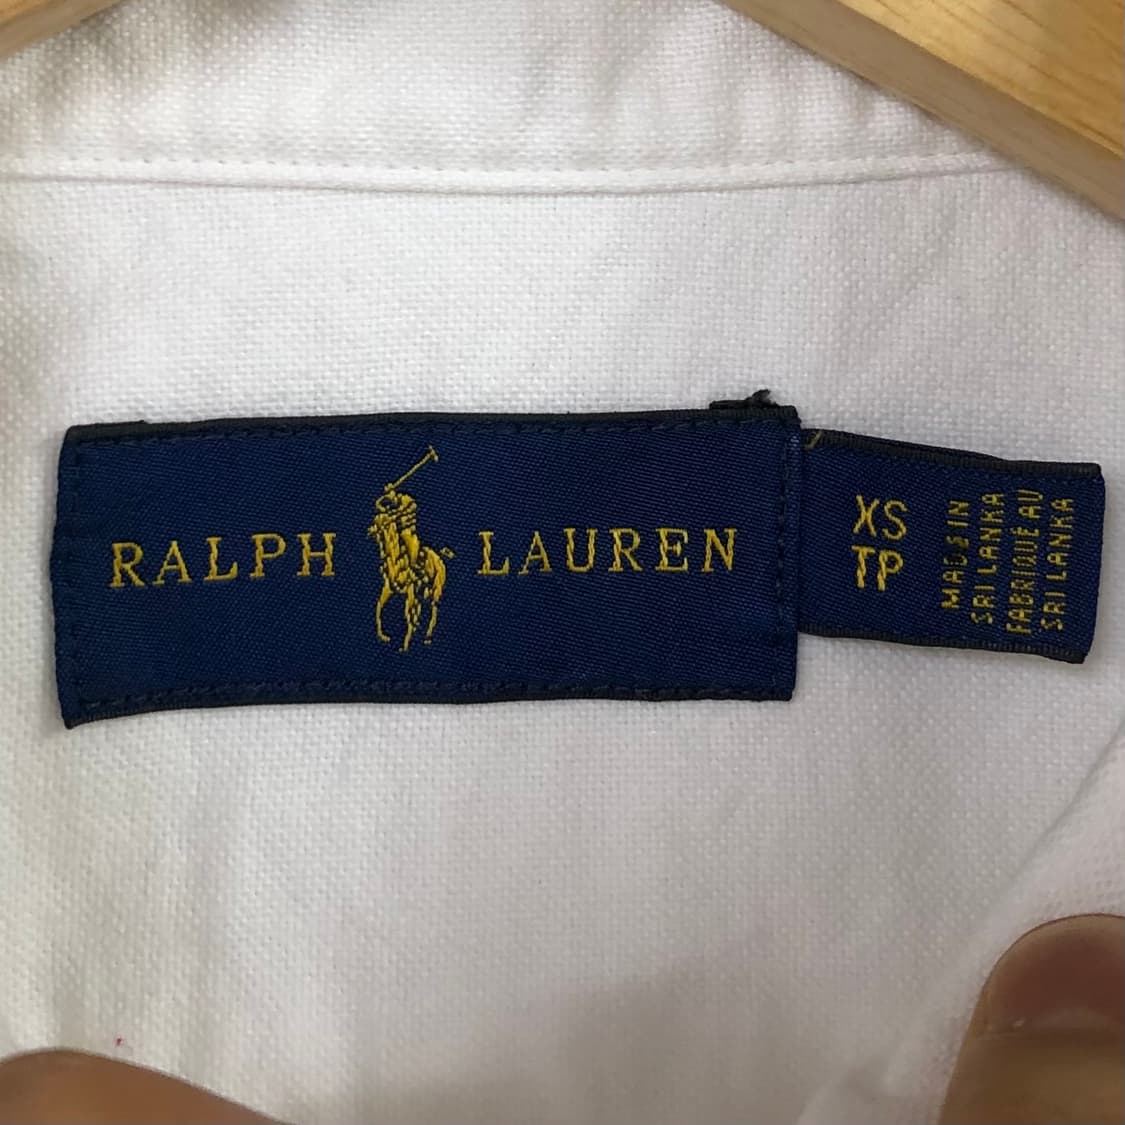 RALPH LAUREN
XS
TP
MADE IN
SRI LANKA
FABRIQUÉ AU
SRI LANKA